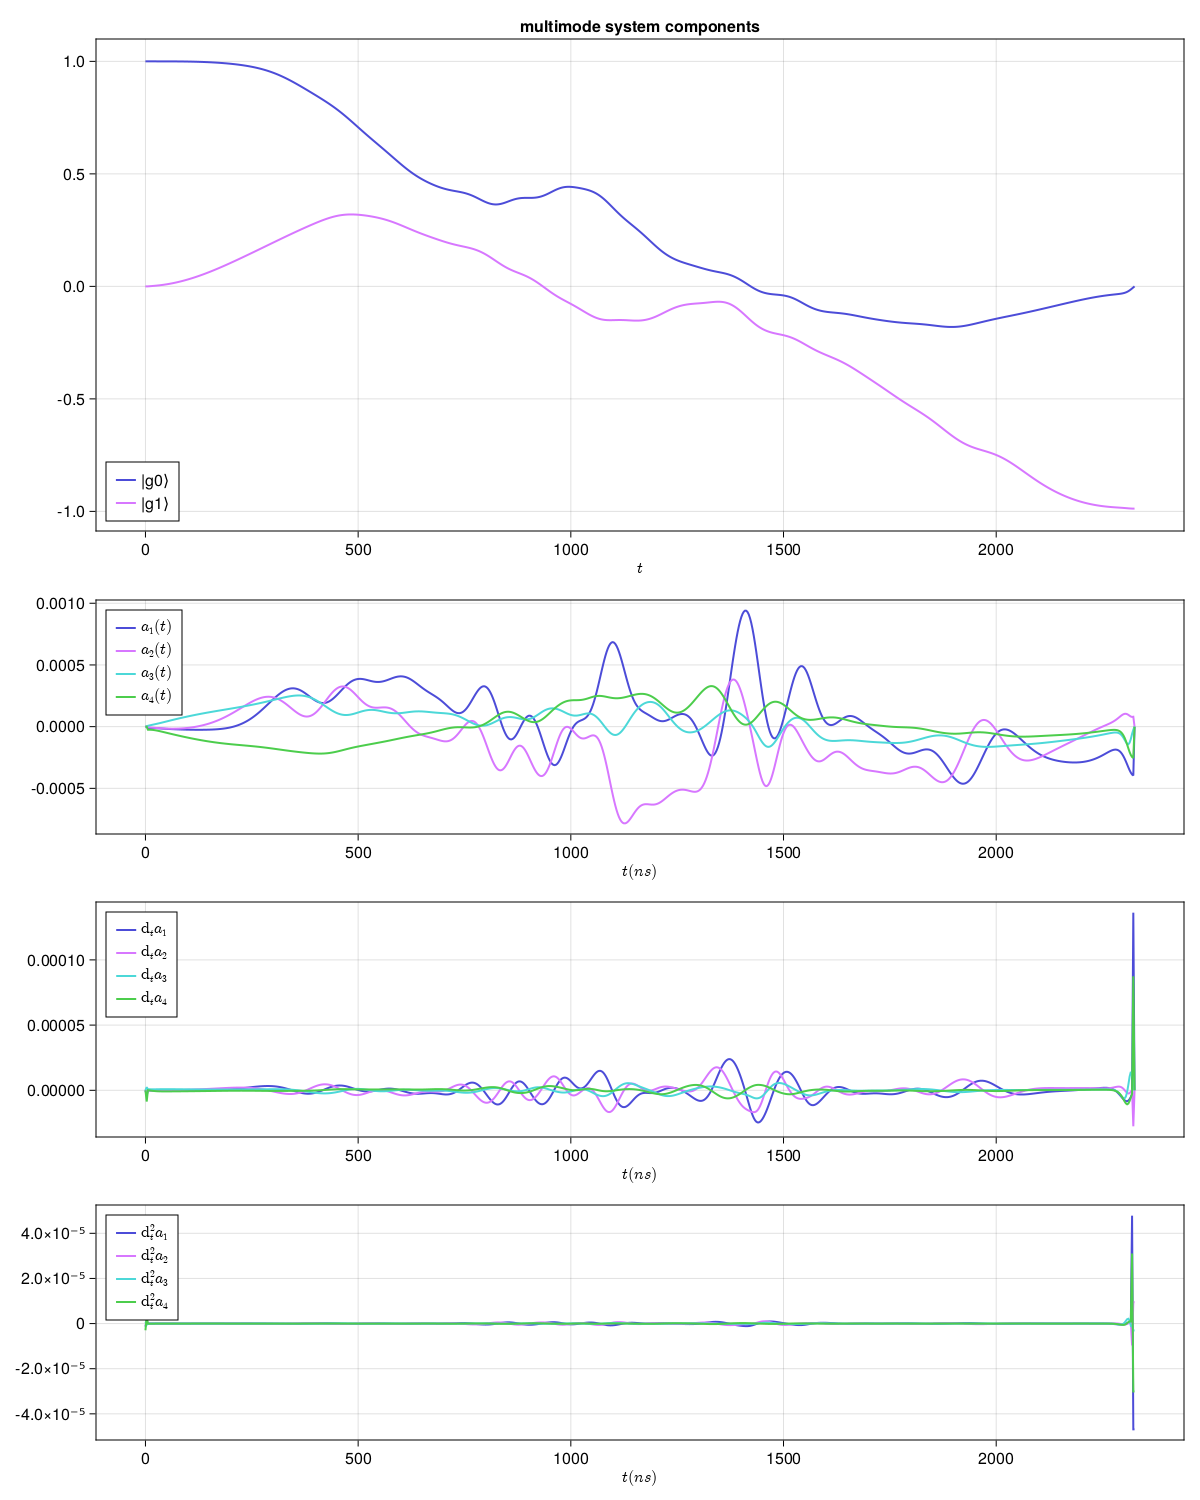 multimode system components
1.0
0.5
0.0
-0.5
-1.0
|g0⟩
|g1⟩
0 500 1000 1500 2000
t
0.0010
0.0005
0.0000
-0.0005
a₁(t)
a₂(t)
a₃(t)
a₄(t)
0 500 1000 1500 2000
t(ns)
0.00010
0.00005
0.00000
dₜa₁
dₜa₂
dₜa₃
dₜa₄
0 500 1000 1500 2000
t(ns)
4.0×10⁻⁵
2.0×10⁻⁵
0
-2.0×10⁻⁵
-4.0×10⁻⁵
d²ₜa₁
d²ₜa₂
d²ₜa₃
d²ₜa₄
0 500 1000 1500 2000
t(ns)